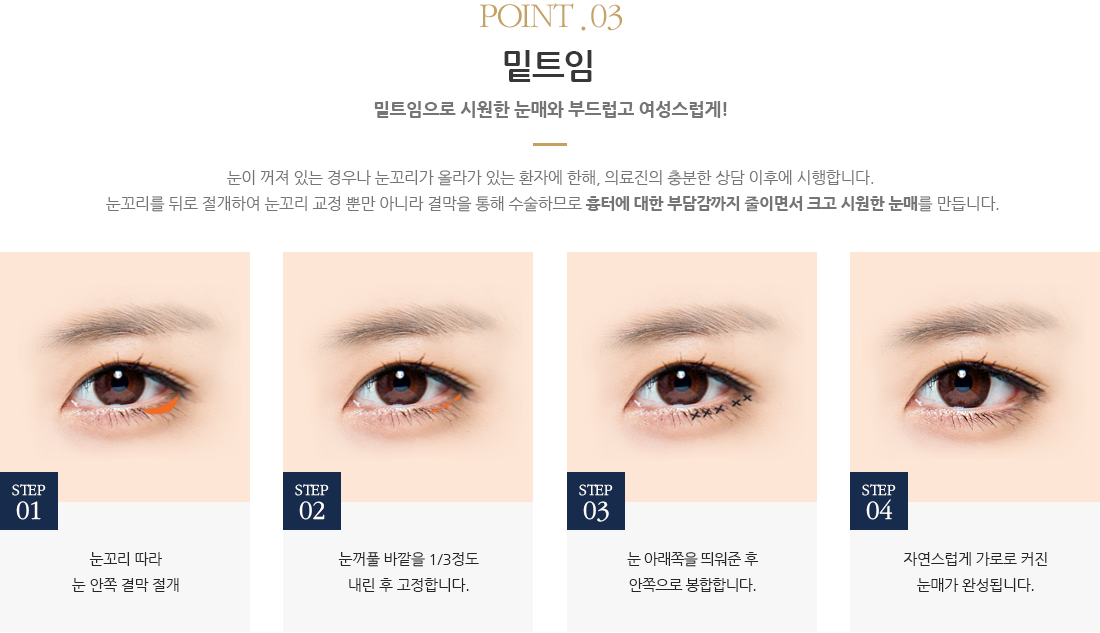 POINT.03
밑트임
밑트임으로 시원한 눈매와 부드럽고 여성스럽게!
눈이 꺼져 있는 경우나 눈꼬리가 올라가 있는 환자에 한해, 의료진의 충분한 상담 이후에 시행합니다.
눈꼬리를 뒤로 절개하여 눈꼬리 교정 뿐만 아니라 결막을 통해 수술하므로 흉터에 대한 부담감까지 줄이면서 크고 시원한 눈매를 만듭니다.
STEP
01
눈꼬리 따라
눈 안쪽 결막 절개
STEP
02
눈꺼풀 바깥을 1/3정도
내린 후 고정합니다.
STEP
03
눈 아래쪽을 띄워준 후
안쪽으로 봉합합니다.
STEP
04
자연스럽게 가로로 커진
눈매가 완성됩니다.